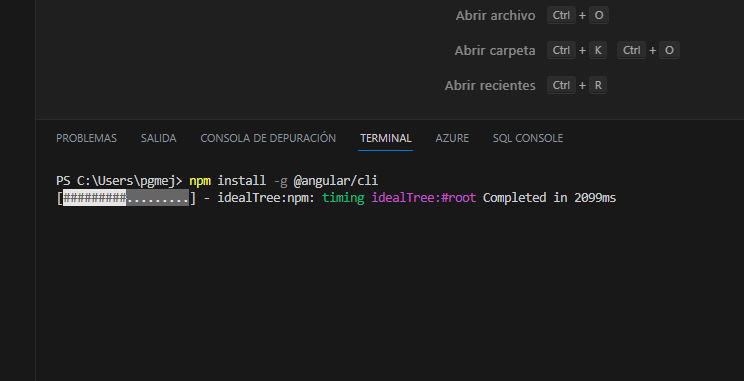 Abrir archivo Ctrl + O
Abrir carpeta Ctrl + K Ctrl + O
Abrir recientes Ctrl + R
PROBLEMAS SALIDA CONSOLA DE DEPURACIÓN TERMINAL AZURE SQL CONSOLE
PS C:\Users\pgmej> npm install -g @angular/cli
[#########.........] - idealTree:npm: timing idealTree:#root Completed in 2099ms